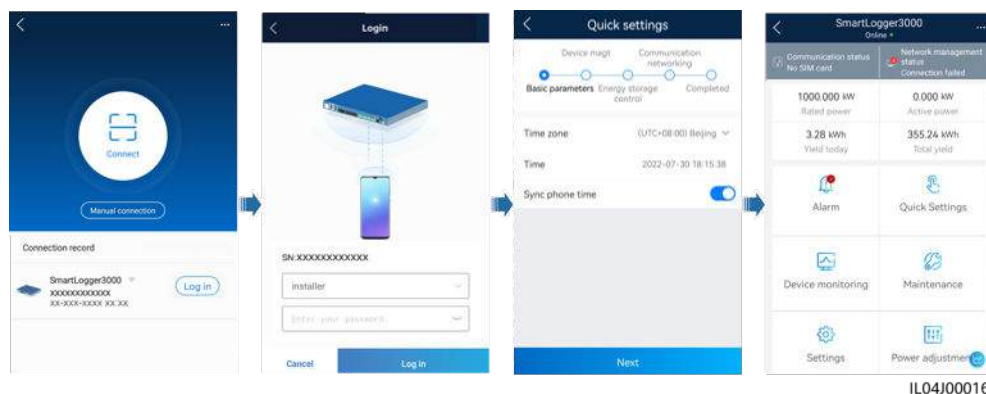 Connect
Manual connection
Connection record
SmartLogger3000
XXXXXXXXXXXX
XX-XXX-XXXX XX:XX
Log in
Login
SN:XXXXXXXXXXXX
installer
Enter your password.
Cancel
Log In
Quick settings
Device magt
Communication
networking
Basic parameters
Energy storage
control
Completed
Time zone
(UTC+08:00) Beijing
Time
2022-07-30 18:15:38
Sync phone time
Next
SmartLogger3000
Online
Communication status
No SIM card
Network management
status
Connection failed
1000.000 kW
Rated power
0.000 kW
Active power
3.28 kWh
Yield today
355.24 kWh
Total yield
Alarm
Quick Settings
Device monitoring
Maintenance
Settings
Power adjustment
IL04J00016